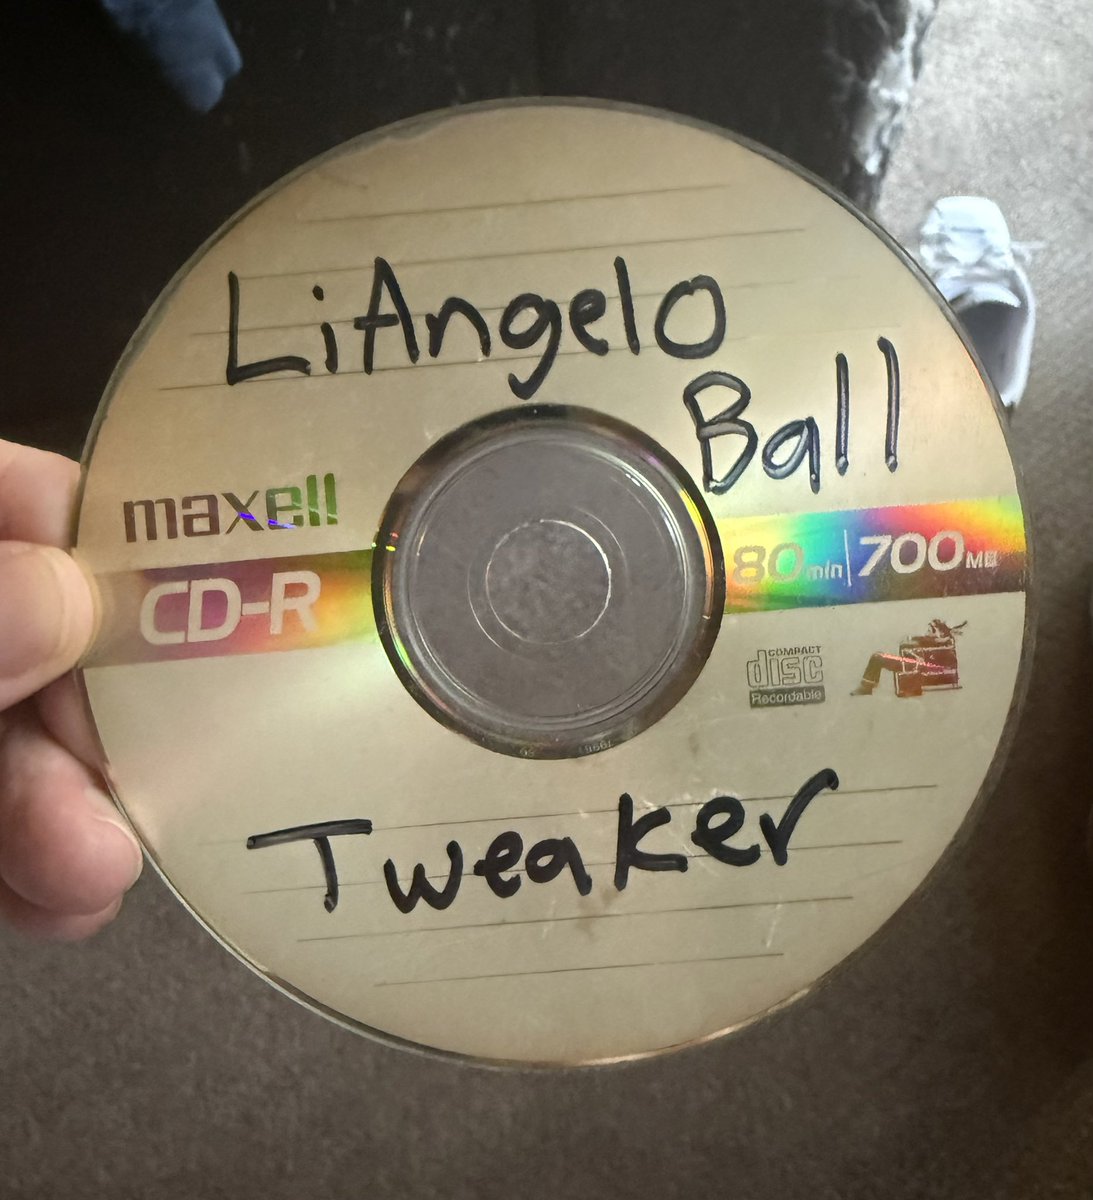 LiAngelo
Ball
maxell
CD-R
80min|700MB
COMPACT
disc
Recordable
Tweaker